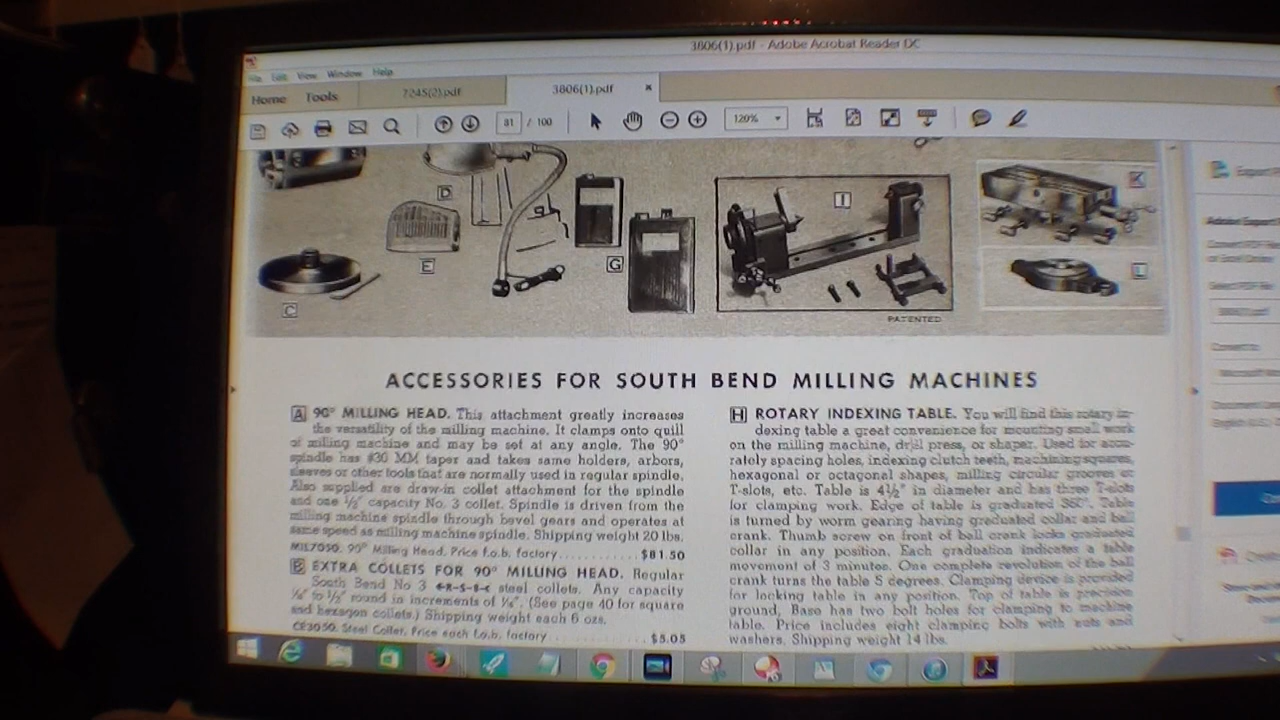 3806(1).pdf - Adobe Acrobat Reader DC
File Edit View Window Help
Home Tools 7245(2).pdf 3806(1).pdf ×
81 / 100 120%
D
E
C
G
I
K
L
PATENTED
ACCESSORIES FOR SOUTH BEND MILLING MACHINES
A 90° MILLING HEAD. This attachment greatly increases
the versatility of the milling machine. It clamps onto quill
of milling machine and may be set at any angle. The 90°
spindle has #30 MM taper and takes same holders, arbors,
sleeves or other tools that are normally used in regular spindle.
Also supplied are draw-in collet attachment for the spindle
and one ½" capacity No. 3 collet. Spindle is driven from the
milling machine spindle through bevel gears and operates at
same speed as milling machine spindle. Shipping weight 20 lbs.
MIL7050. 90° Milling Head. Price f.o.b. factory............$81.50
B EXTRA COLLETS FOR 90° MILLING HEAD. Regular
South Bend No 3 steel collets. Any capacity
to ½" round in increments of (See page 40 for square
and hexagon collets.) Shipping weight each 6 ozs.
CE3050. Steel Collet. Price each f.o.b. factory............$5.05
H ROTARY INDEXING TABLE. You will find this rotary in-
dexing table a great convenience for mounting small work
on the milling machine, drill press, or shaper. Used for accu-
rately spacing holes, indexing clutch teeth, machining squares,
hexagonal or octagonal shapes, milling circular grooves or
T-slots, etc. Table is 4½" in diameter and has three T-slots
for clamping work. Edge of table is graduated 360°. Table
is turned by worm gearing having graduated collar and ball
crank. Thumb screw on front of ball crank locks graduated
collar in any position. Each graduation indicates a table
movement of 3 minutes. One complete revolution of the ball
crank turns the table 5 degrees. Clamping device is provided
for locking table in any position. Top of table is precision
ground. Base has two bolt holes for clamping to machine
table. Price includes eight clamping bolts with nuts and
washers. Shipping weight 14 lbs.